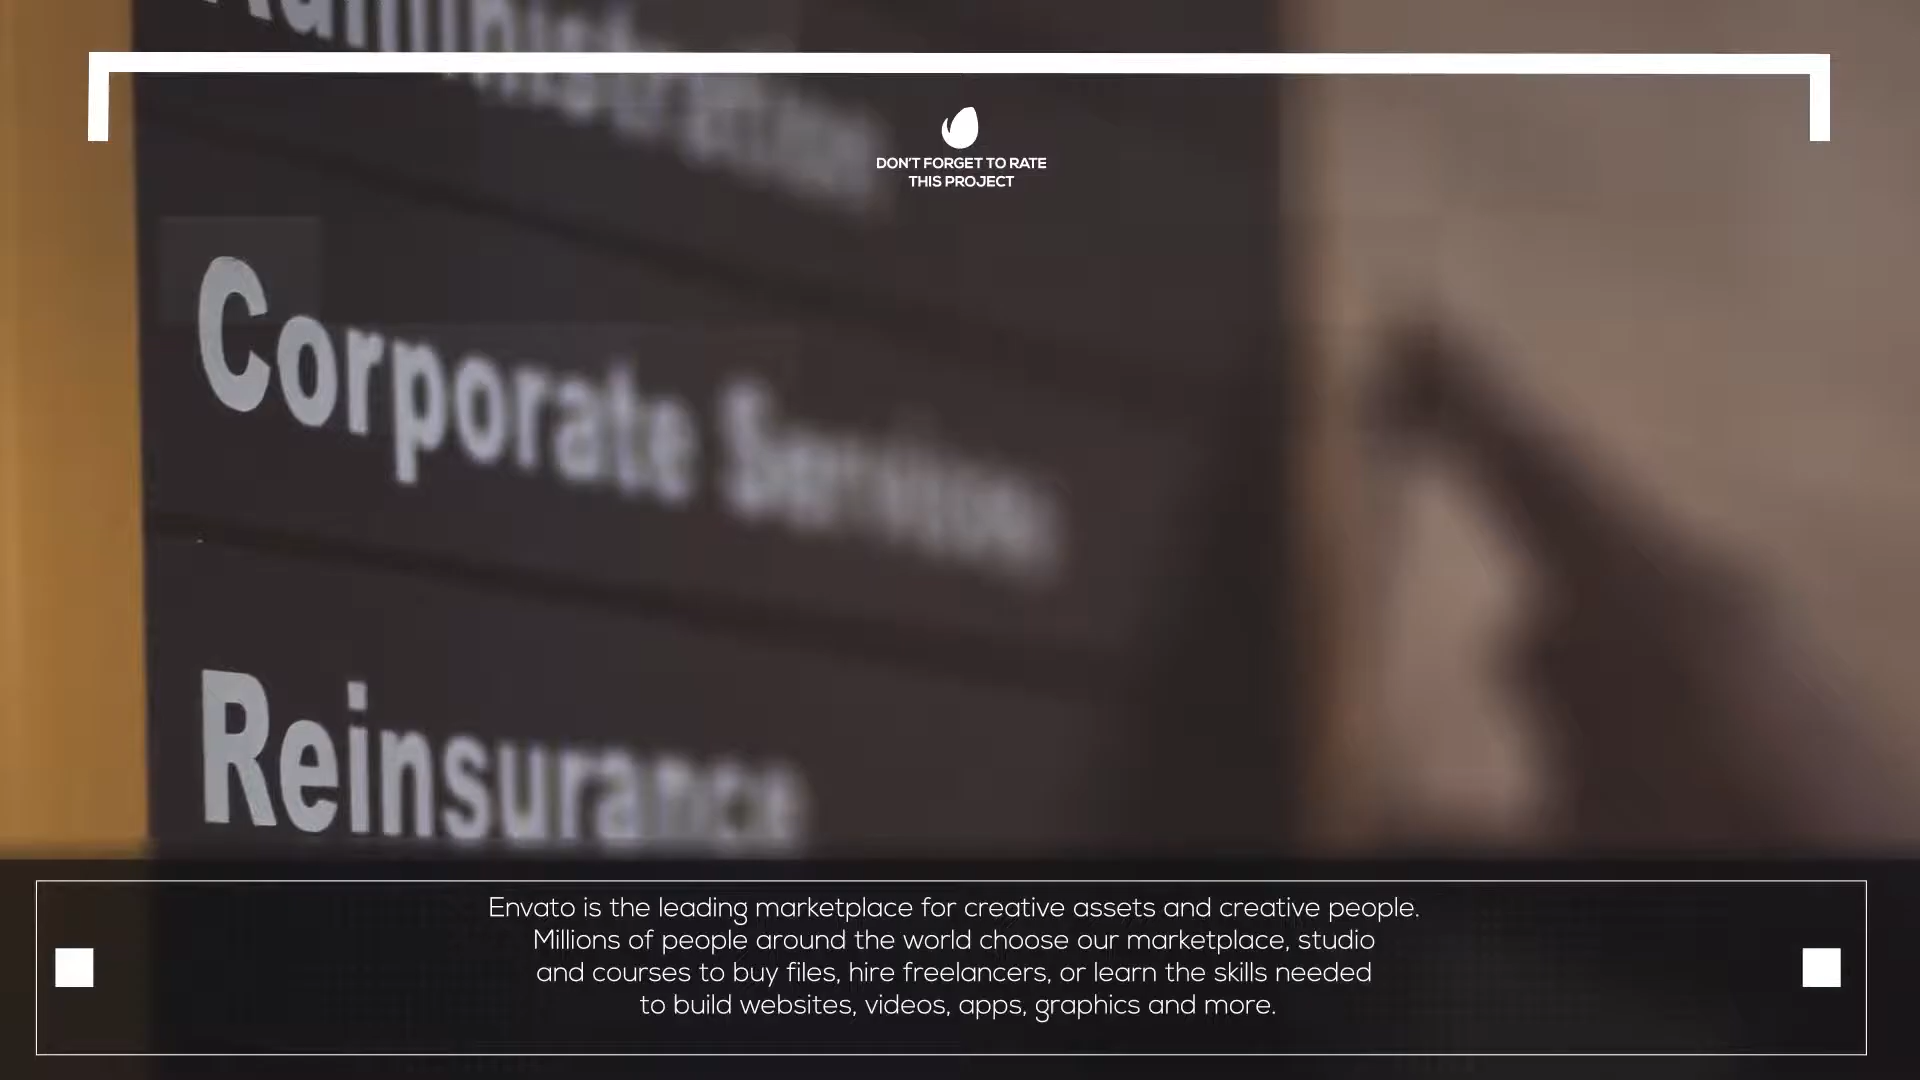 Administration
DON'T FORGET TO RATE
THIS PROJECT
Corporate Services
Reinsurance
Envato is the leading marketplace for creative assets and creative people.
Millions of people around the world choose our marketplace, studio
and courses to buy files, hire freelancers, or learn the skills needed
to build websites, videos, apps, graphics and more.